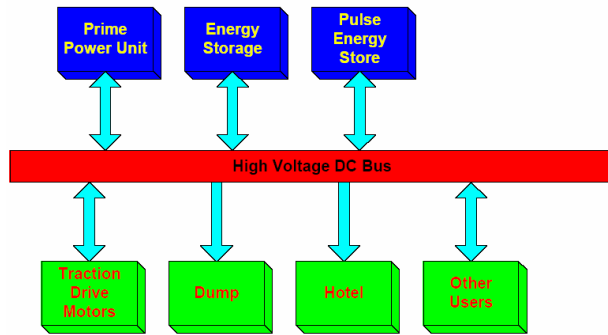 Prime
Power Unit
Energy
Storage
Pulse
Energy
Store
High Voltage DC Bus
Traction
Drive
Motors
Dump
Hotel
Other
Users